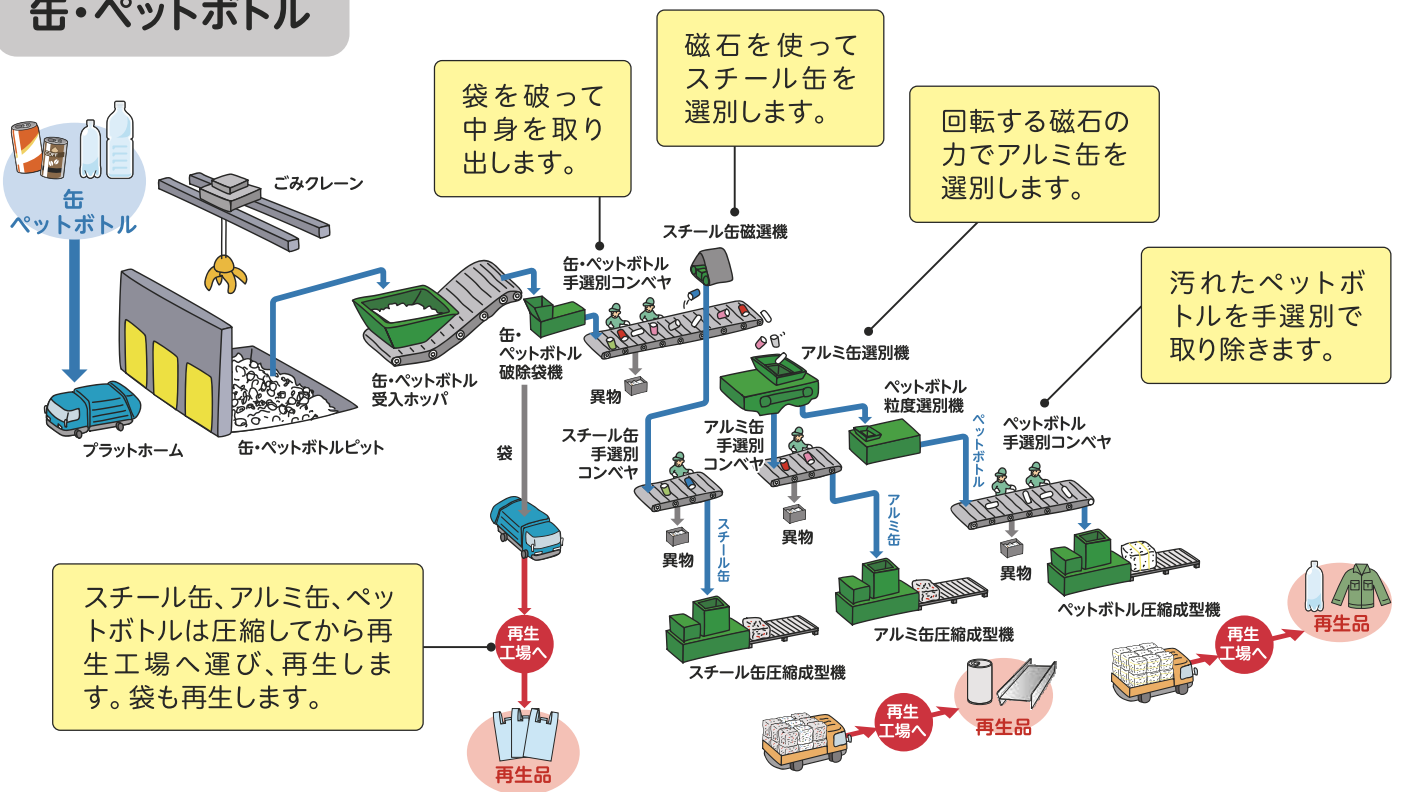 缶・ペットボトル
袋を破って
中身を取り
出します。
磁石を使って
スチール缶を
選別します。
回転する磁石の
力でアルミ缶を
選別します。
汚れたペットボ
トルを手選別で
取り除きます。
缶
ペットボトル
ごみクレーン
プラットホーム
缶・ペットボトルピット
缶・ペットボトル
受入ホッパ
缶・
ペットボトル
破除袋機
缶・ペットボトル
手選別コンベヤ
異物
スチール缶磁選機
アルミ缶選別機
ペットボトル
粒度選別機
ペットボトル
ペットボトル
手選別コンベヤ
袋
スチール缶
手選別
コンベヤ
異物
スチール缶
アルミ缶
手選別
コンベヤ
異物
アルミ缶
異物
スチール缶圧縮成型機
アルミ缶圧縮成型機
ペットボトル圧縮成型機
スチール缶、アルミ缶、ペッ
トボトルは圧縮してから再
生工場へ運び、再生しま
す。袋も再生します。
再生
工場へ
再生品
再生
工場へ
再生品
再生
工場へ
再生品